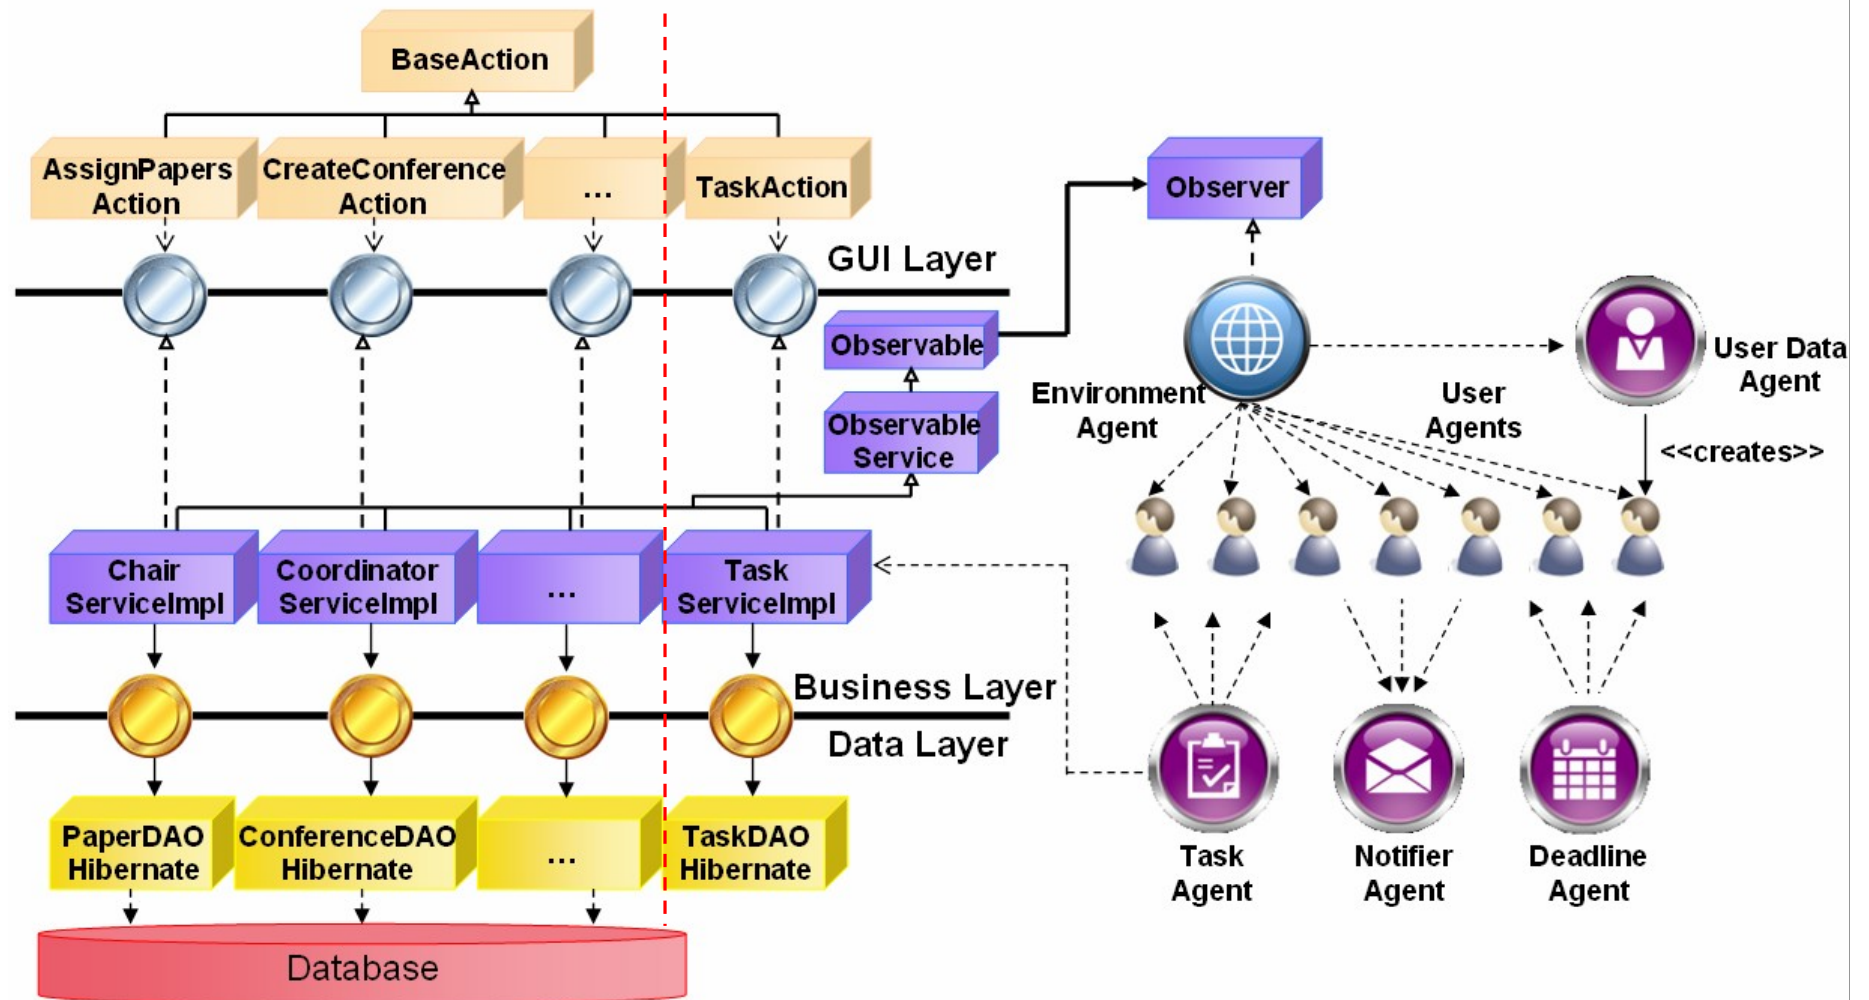 BaseAction
AssignPapers
Action
CreateConference
Action
...
TaskAction
Observer
GUI Layer
Observable
Observable
Service
Environment
Agent
User
Agents
User Data
Agent
<<creates>>
Chair
ServiceImpl
Coordinator
ServiceImpl
...
Task
ServiceImpl
Business Layer
Data Layer
PaperDAO
Hibernate
ConferenceDAO
Hibernate
...
TaskDAO
Hibernate
Task
Agent
Notifier
Agent
Deadline
Agent
Database